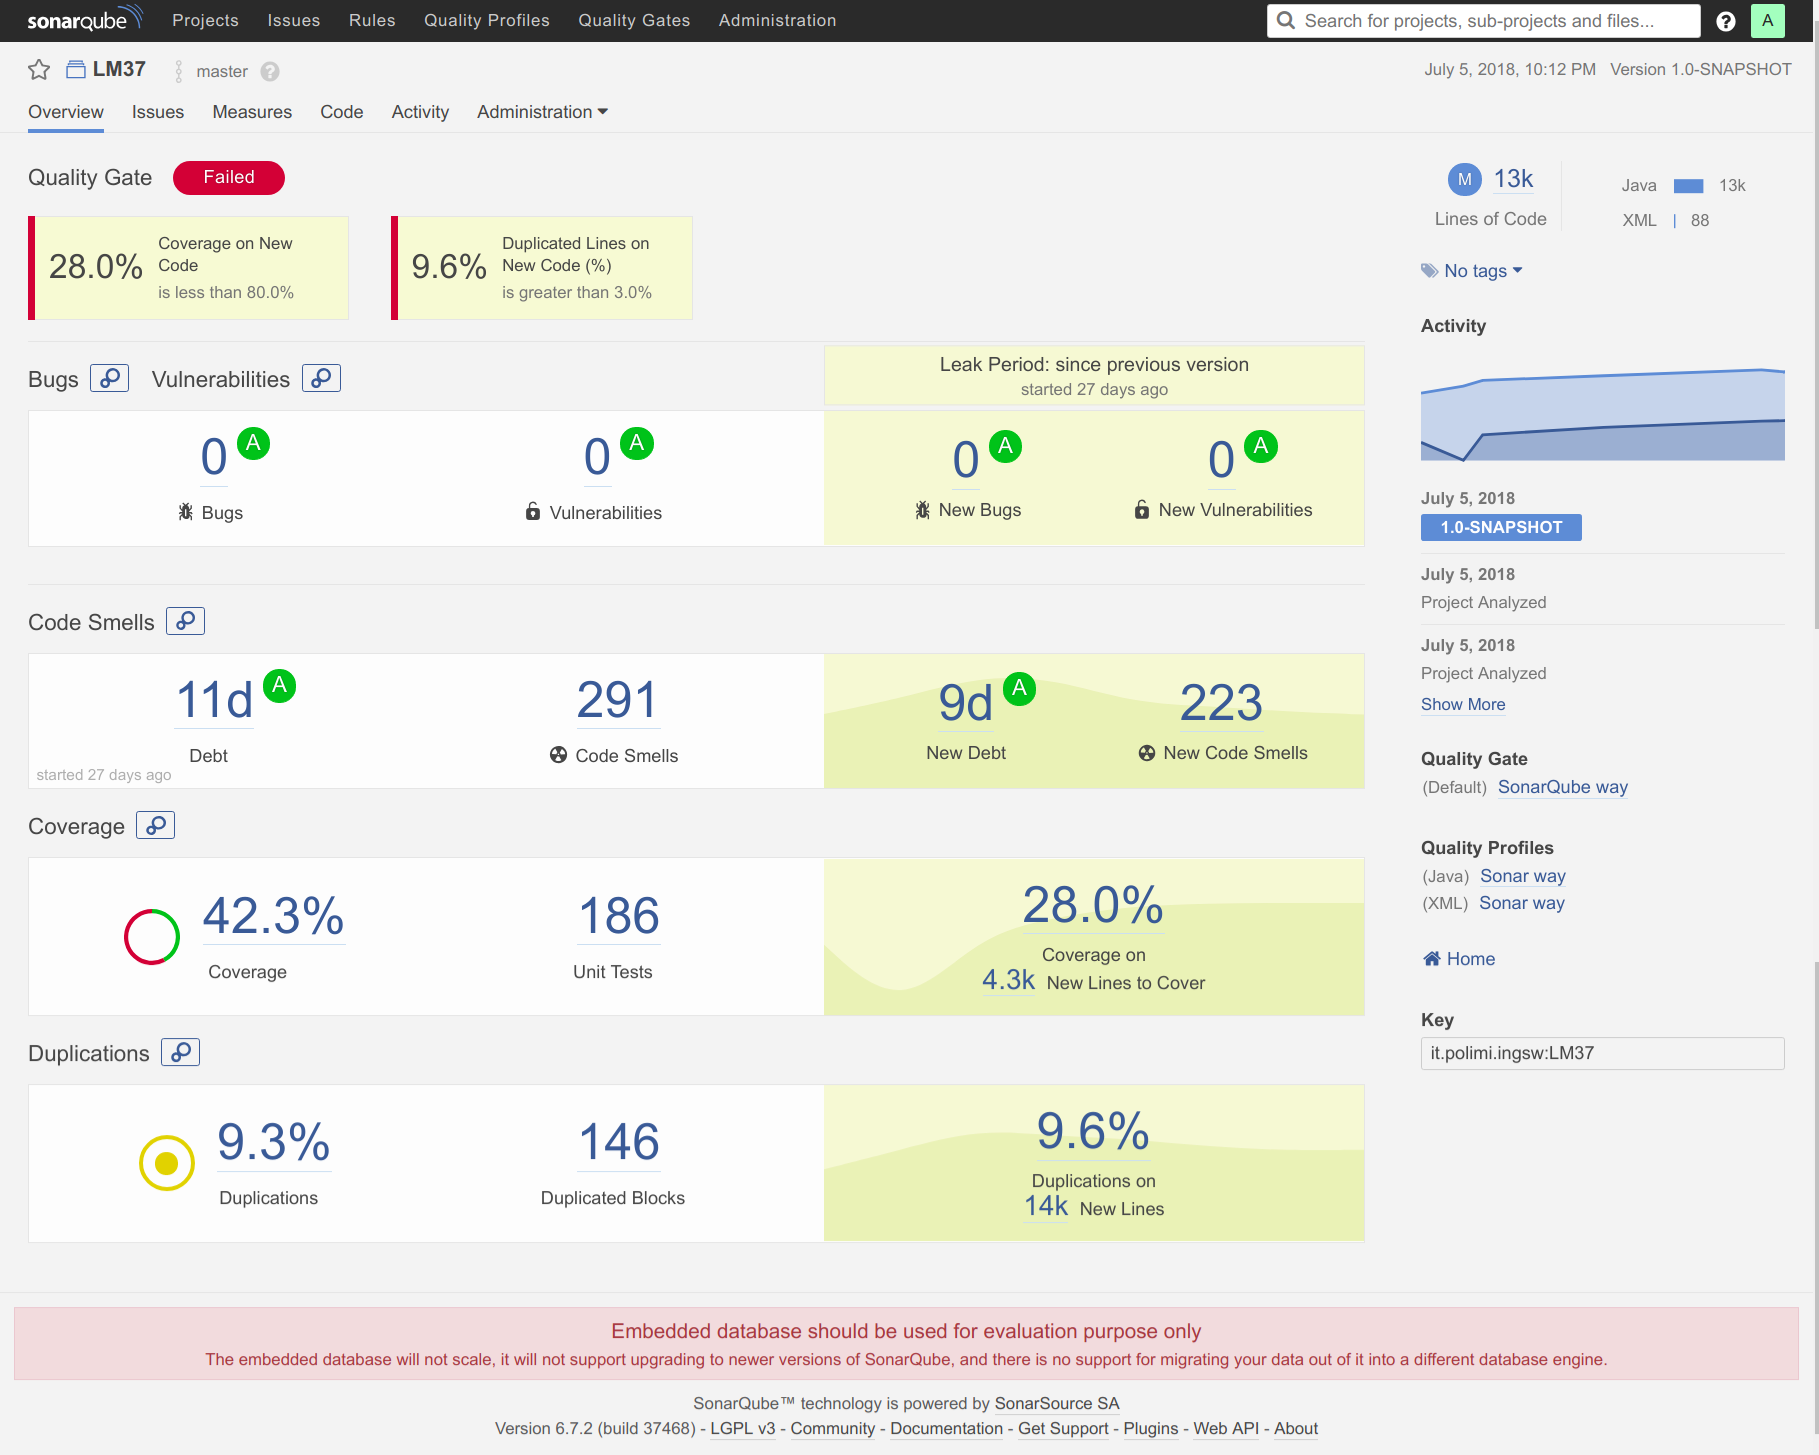 sonarqube Projects Issues Rules Quality Profiles Quality Gates Administration Search for projects, sub-projects and files... ? A
LM37 master ? July 5, 2018, 10:12 PM Version 1.0-SNAPSHOT
Overview Issues Measures Code Activity Administration
Quality Gate Failed
28.0% Coverage on New
Code
is less than 80.0%
9.6% Duplicated Lines on
New Code (%)
is greater than 3.0%
Bugs Vulnerabilities
Leak Period: since previous version
started 27 days ago
0 A
Bugs
0 A
Vulnerabilities
0 A
New Bugs
0 A
New Vulnerabilities
Code Smells
11d A
Debt
started 27 days ago
291
Code Smells
9d A
New Debt
223
New Code Smells
Coverage
42.3%
Coverage
186
Unit Tests
28.0%
Coverage on
4.3k New Lines to Cover
Duplications
9.3%
Duplications
146
Duplicated Blocks
9.6%
Duplications on
14k New Lines
M 13k
Lines of Code
Java 13k
XML 88
No tags
Activity
July 5, 2018
1.0-SNAPSHOT
July 5, 2018
Project Analyzed
July 5, 2018
Project Analyzed
Show More
Quality Gate
(Default) SonarQube way
Quality Profiles
(Java) Sonar way
(XML) Sonar way
Home
Key
it.polimi.ingsw:LM37
Embedded database should be used for evaluation purpose only
The embedded database will not scale, it will not support upgrading to newer versions of SonarQube, and there is no support for migrating your data out of it into a different database engine.
SonarQube™ technology is powered by SonarSource SA
Version 6.7.2 (build 37468) - LGPL v3 - Community - Documentation - Get Support - Plugins - Web API - About